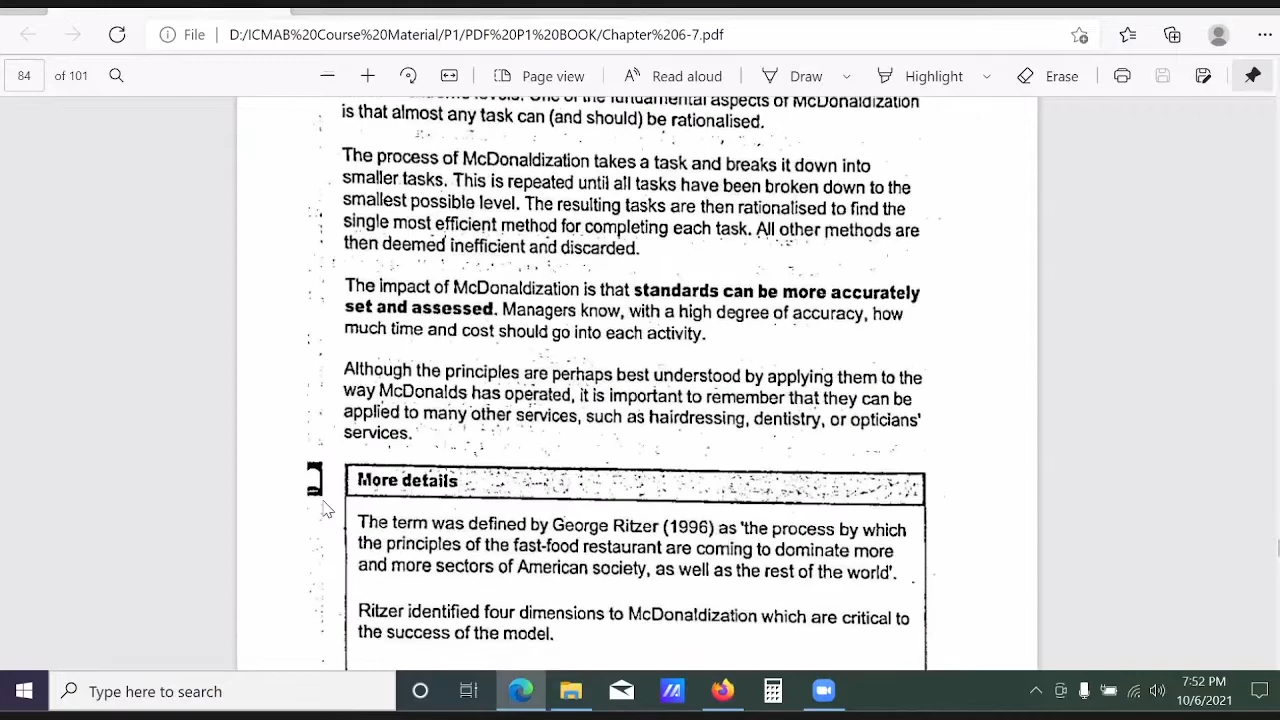 File
D:/ICMAB%20Course%20Material/P1/PDF%20P1%20BOOK/Chapter%206-7.pdf
84 of 101
Page view
Read aloud
Draw
Highlight
Erase
One of the fundamental aspects of McDonaldization
is that almost any task can (and should) be rationalised.
The process of McDonaldization takes a task and breaks it down into
smaller tasks. This is repeated until all tasks have been broken down to the
smallest possible level. The resulting tasks are then rationalised to find the
single most efficient method for completing each task. All other methods are
then deemed inefficient and discarded.
The impact of McDonaldization is that standards can be more accurately
set and assessed. Managers know, with a high degree of accuracy, how
much time and cost should go into each activity.
Although the principles are perhaps best understood by applying them to the
way McDonalds has operated, it is important to remember that they can be
applied to many other services, such as hairdressing, dentistry, or opticians'
services.
More details
The term was defined by George Ritzer (1996) as 'the process by which
the principles of the fast-food restaurant are coming to dominate more
and more sectors of American society, as well as the rest of the world'.
Ritzer identified four dimensions to McDonaldization which are critical to
the success of the model.
Type here to search
7:52 PM
10/6/2021